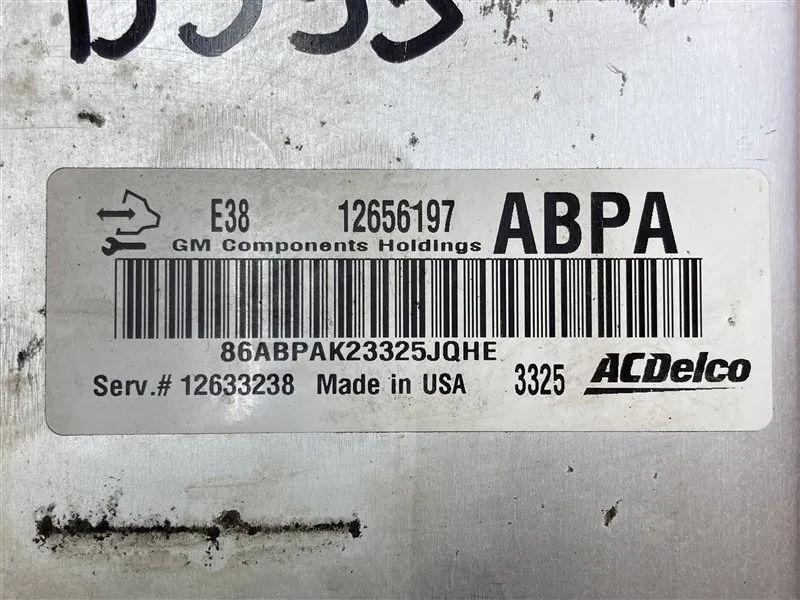 E38 12656197 ABPA
GM Components Holdings
86ABPAK23325JQHE
Serv.# 12633238 Made in USA 3325 ACDelco